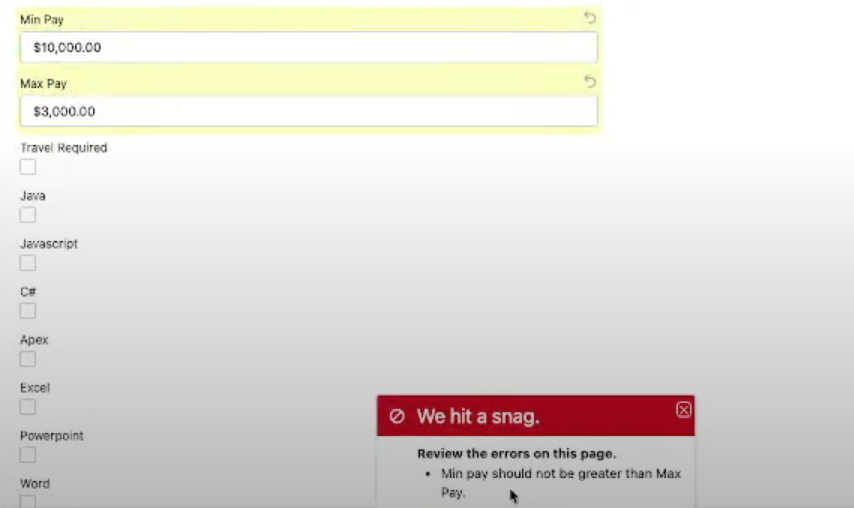 Min Pay
$10,000.00
Max Pay
$3,000.00
Travel Required
Java
Javascript
C#
Apex
Excel
Powerpoint
Word
We hit a snag.
Review the errors on this page.
• Min pay should not be greater than Max
Pay.